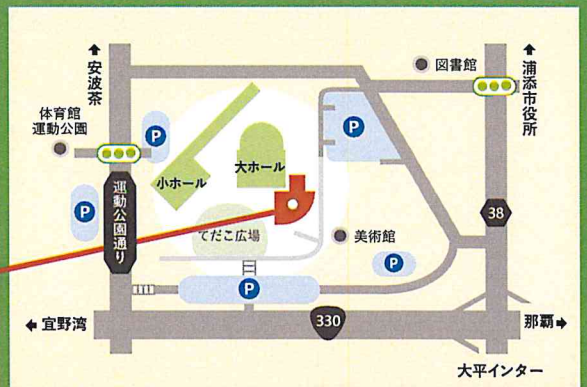 安波茶
図書館
浦添市役所
体育館
運動公園
P
P
大ホール
小ホール
P
運動公園通り
38
てだこ広場
美術館
P
P
宜野湾
330
那覇
大平インター